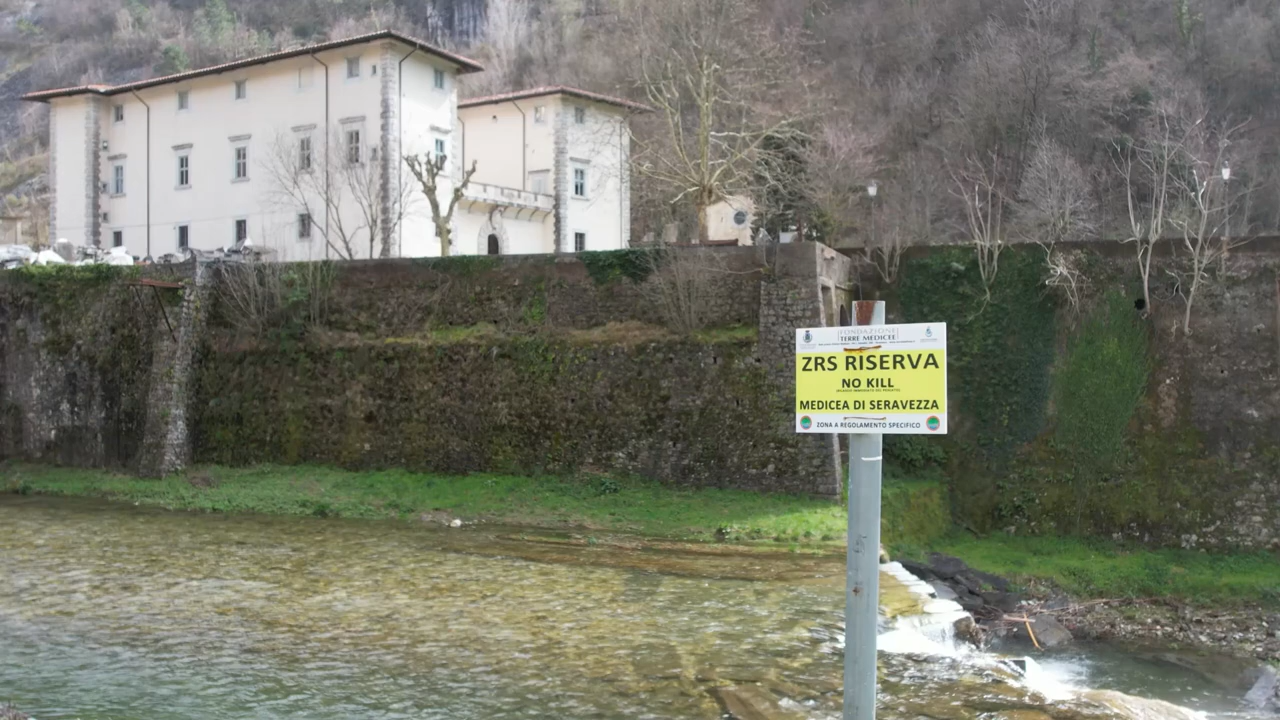 FONDAZIONE
TERRE MEDICEE
ZRS RISERVA
NO KILL
MEDICEA DI SERAVEZZA
ZONA A REGOLAMENTO SPECIFICO